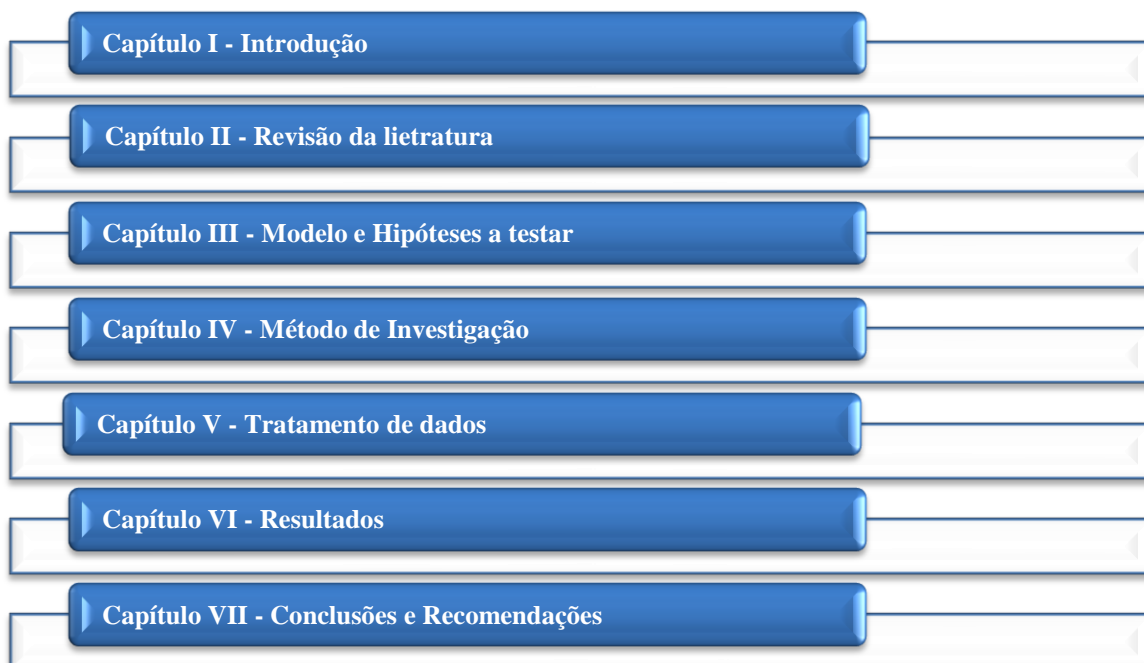 Capítulo I - Introdução
Capítulo II - Revisão da lietratura
Capítulo III - Modelo e Hipóteses a testar
Capítulo IV - Método de Investigação
Capítulo V - Tratamento de dados
Capítulo VI - Resultados
Capítulo VII - Conclusões e Recomendações